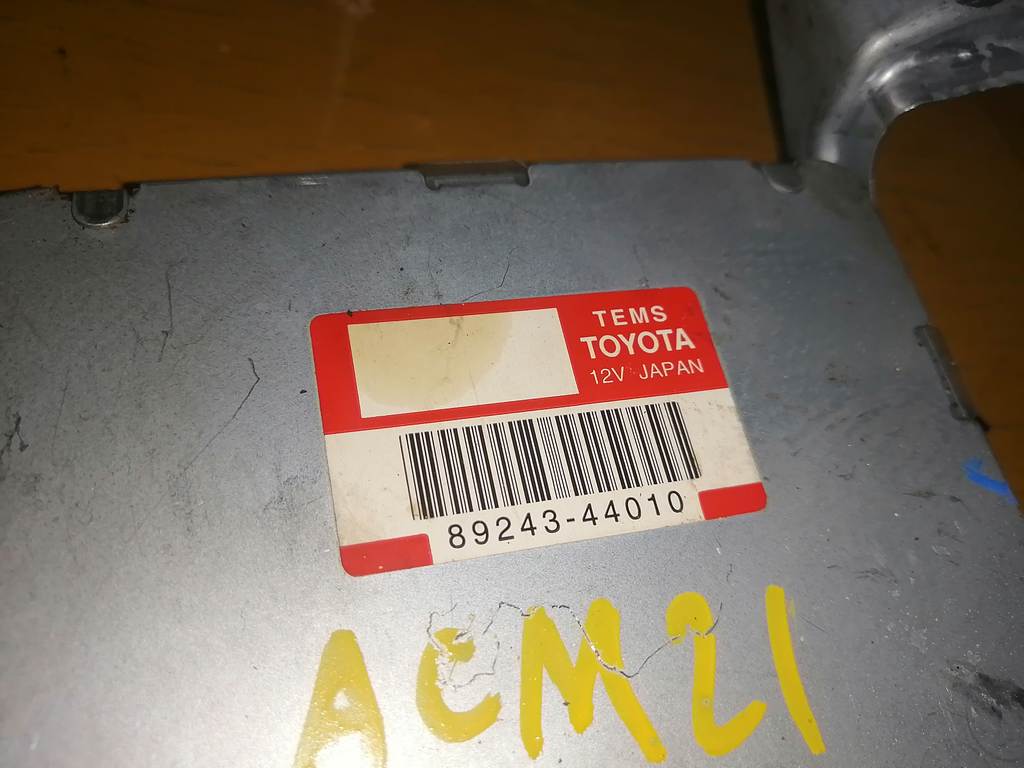 TEMS
TOYOTA
12V JAPAN
89243-44010
ACM21